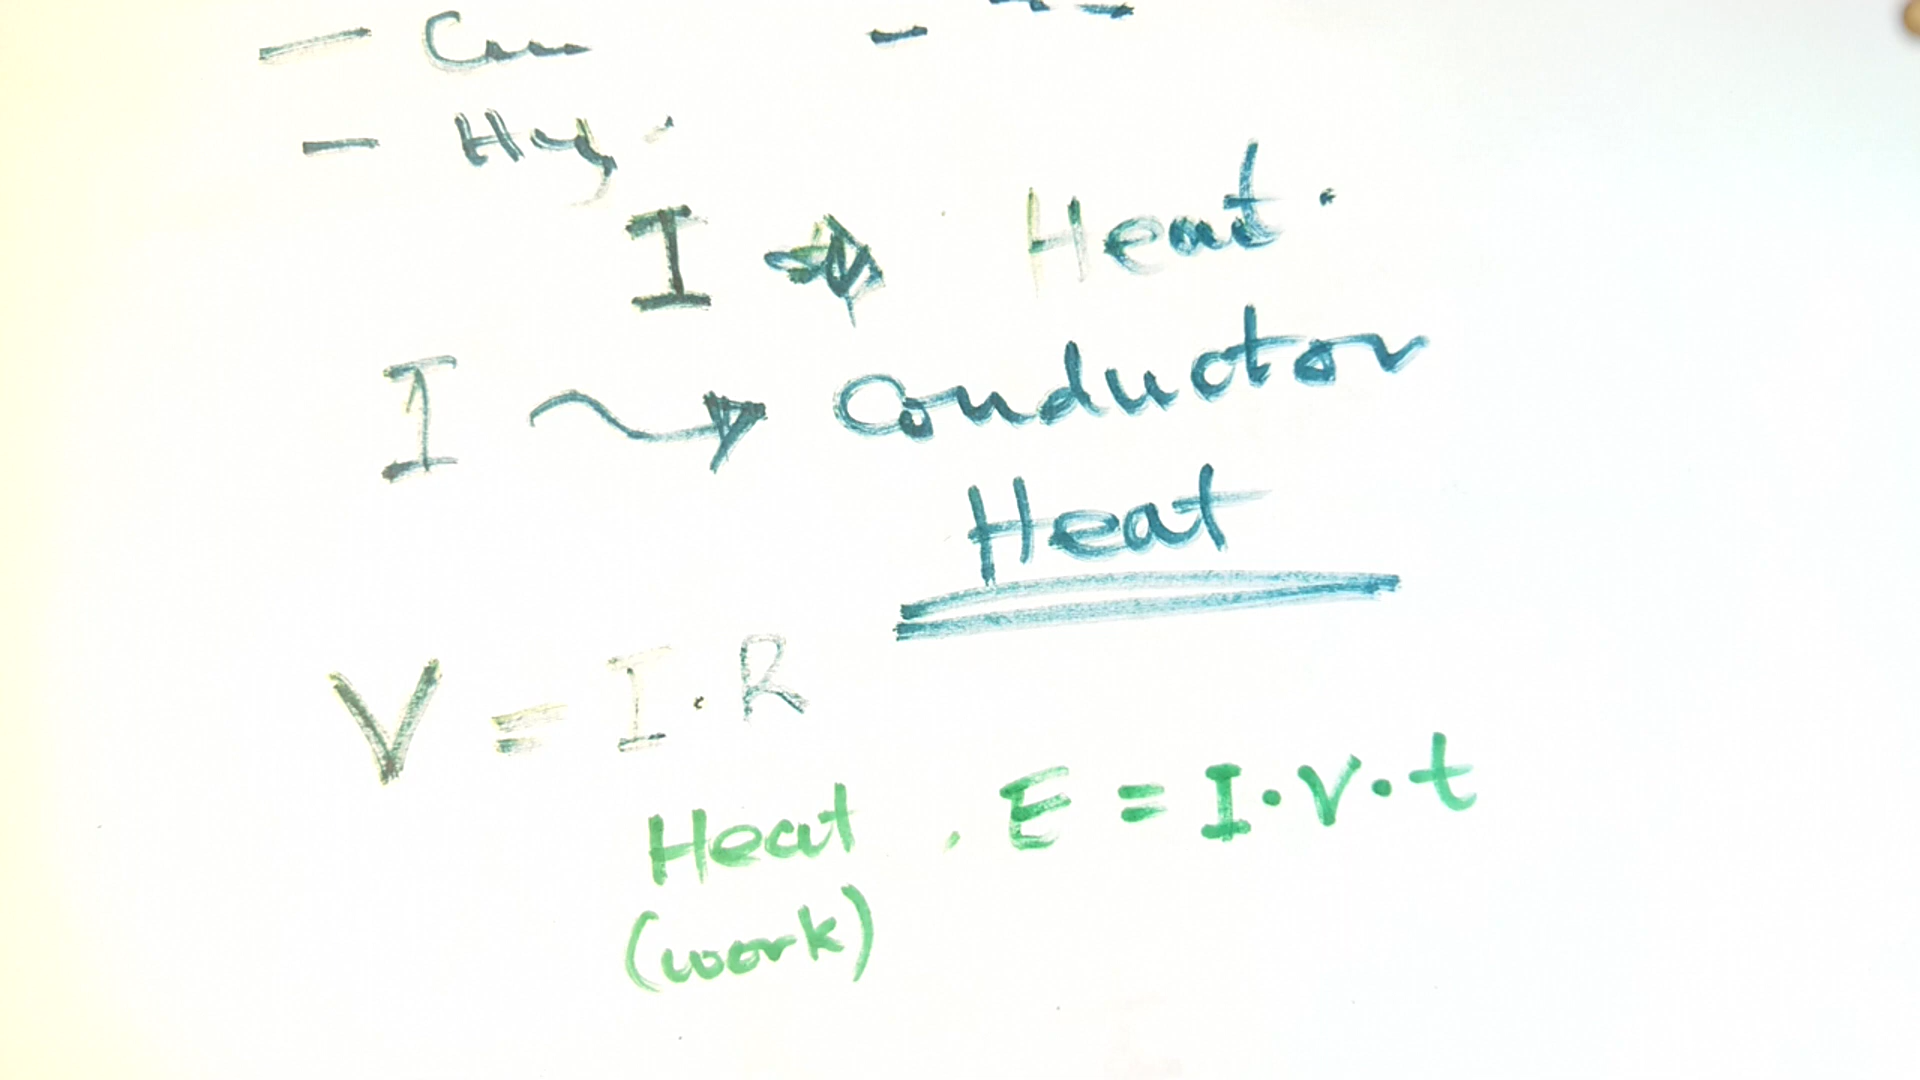 I → Heat.
I → Conductor
Heat
V = I · R
Heat . E = I · V · t
(work)